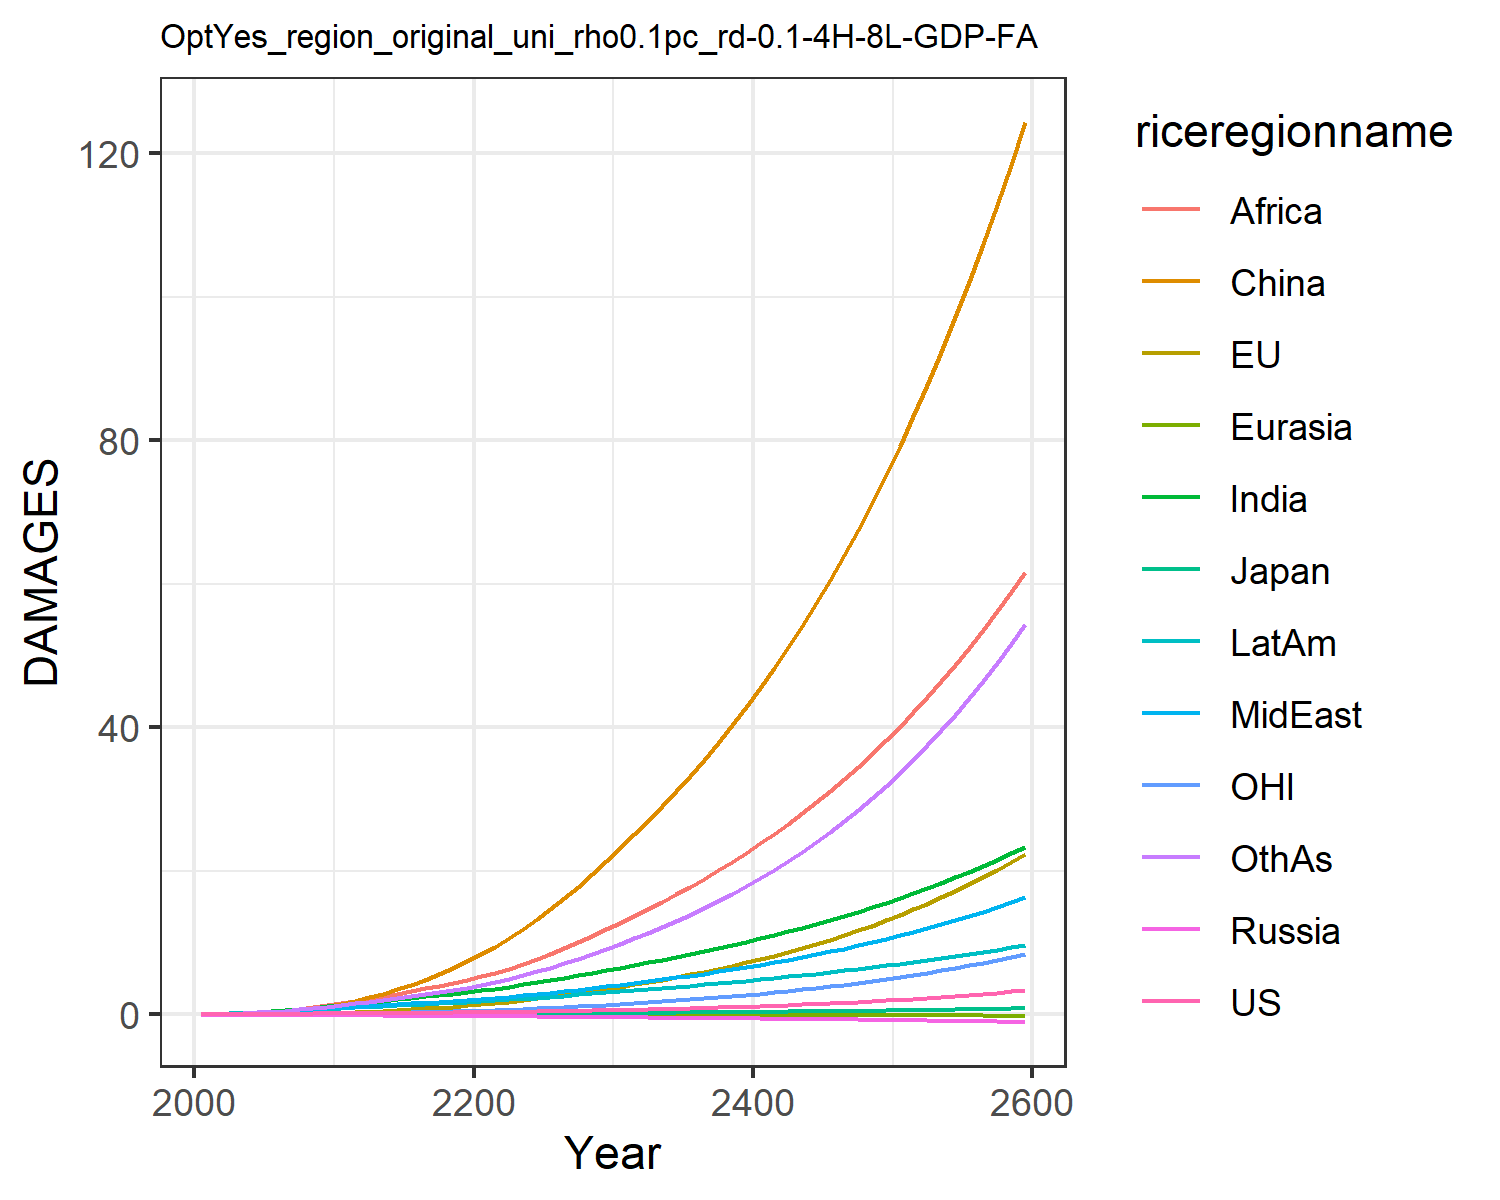 OptYes_region_original_uni_rho0.1pc_rd-0.1-4H-8L-GDP-FA
riceregionname
Africa
China
EU
Eurasia
India
Japan
LatAm
MidEast
OHI
OthAs
Russia
US
DAMAGES
120
80
40
0
2000 2200 2400 2600
Year